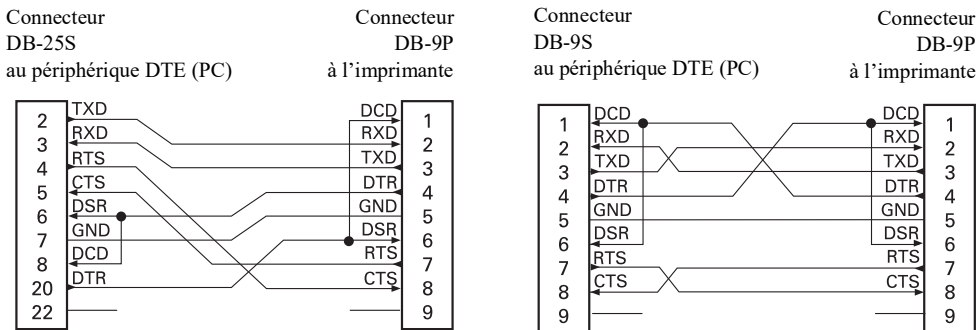 Connecteur
DB-25S
au périphérique DTE (PC)
Connecteur
DB-9P
à l’imprimante
2 TXD DCD 1
3 RXD RXD 2
4 RTS TXD 3
5 CTS DTR 4
6 DSR GND 5
7 GND DSR 6
8 DCD RTS 7
20 DTR CTS 8
22 9
Connecteur
DB-9S
au périphérique DTE (PC)
Connecteur
DB-9P
à l’imprimante
1 DCD DCD 1
2 RXD RXD 2
3 TXD TXD 3
4 DTR DTR 4
5 GND GND 5
6 DSR DSR 6
7 RTS RTS 7
8 CTS CTS 8
9 9